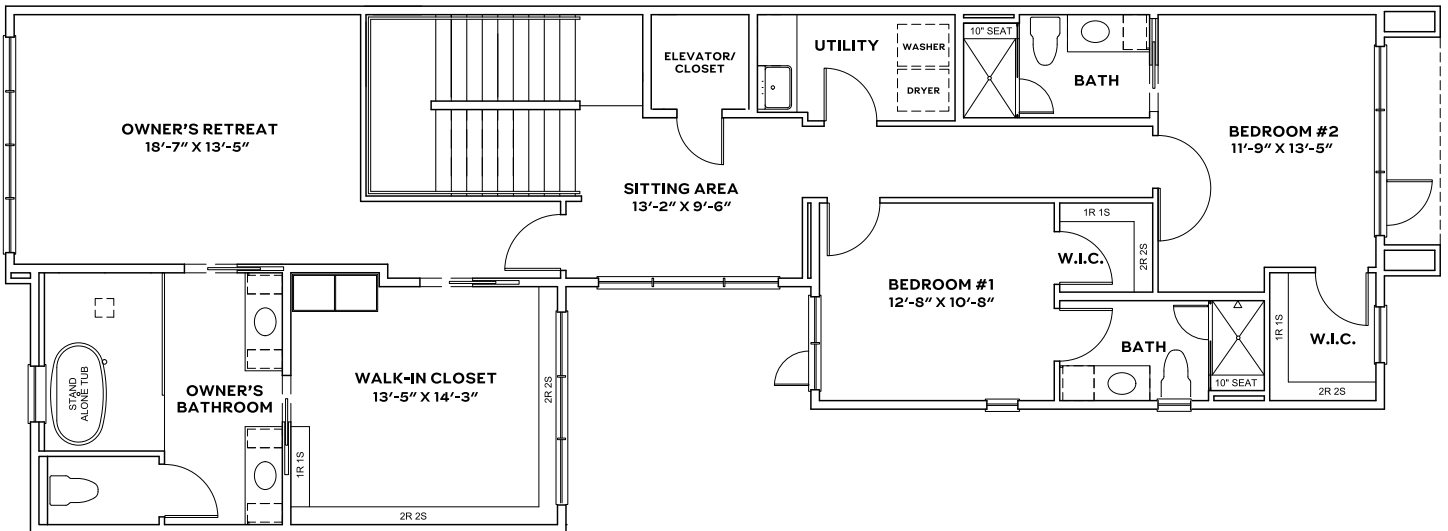 OWNER'S RETREAT
18'-7" X 13'-5"
ELEVATOR/
CLOSET
UTILITY
WASHER
DRYER
10" SEAT
BATH
BEDROOM #2
11'-9" X 13'-5"
SITTING AREA
13'-2" X 9'-6"
1R 1S
2R 2S
W.I.C.
BEDROOM #1
12'-8" X 10'-8"
BATH
10" SEAT
1R 1S
W.I.C.
2R 2S
STAND
ALONE TUB
OWNER'S
BATHROOM
WALK-IN CLOSET
13'-5" X 14'-3"
2R 2S
1R 1S
2R 2S